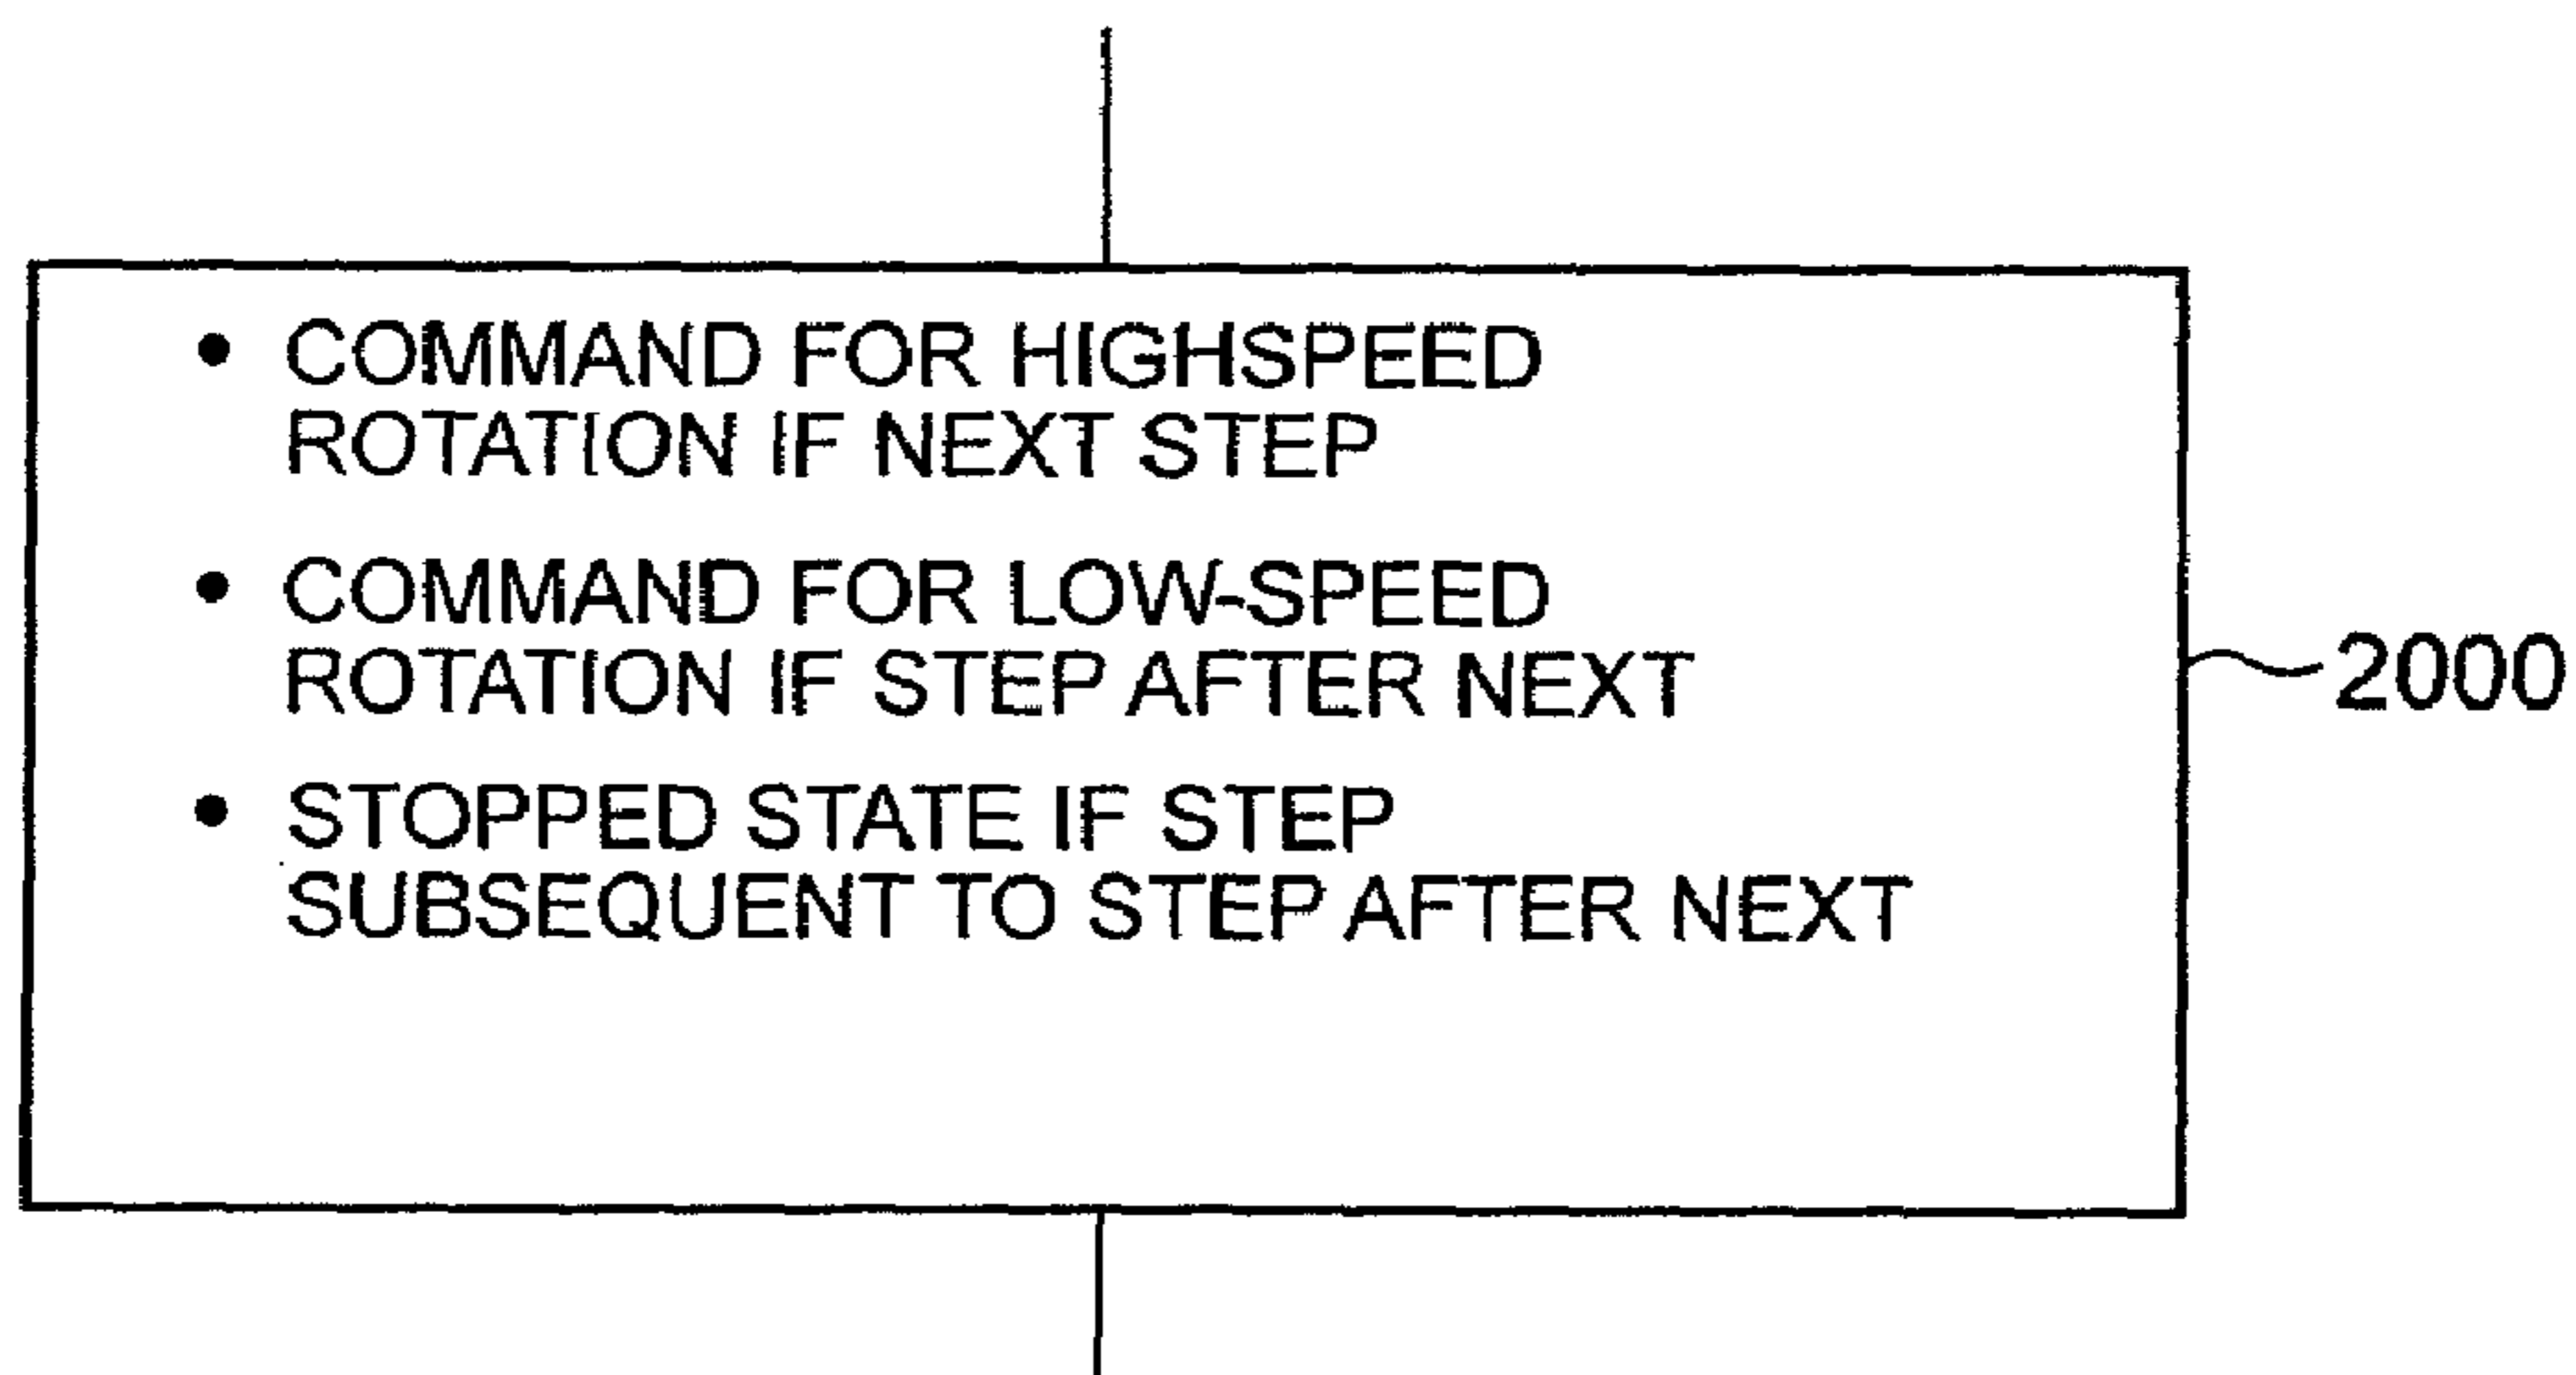 • COMMAND FOR HIGHSPEED
ROTATION IF NEXT STEP
• COMMAND FOR LOW-SPEED
ROTATION IF STEP AFTER NEXT
• STOPPED STATE IF STEP
SUBSEQUENT TO STEP AFTER NEXT
2000